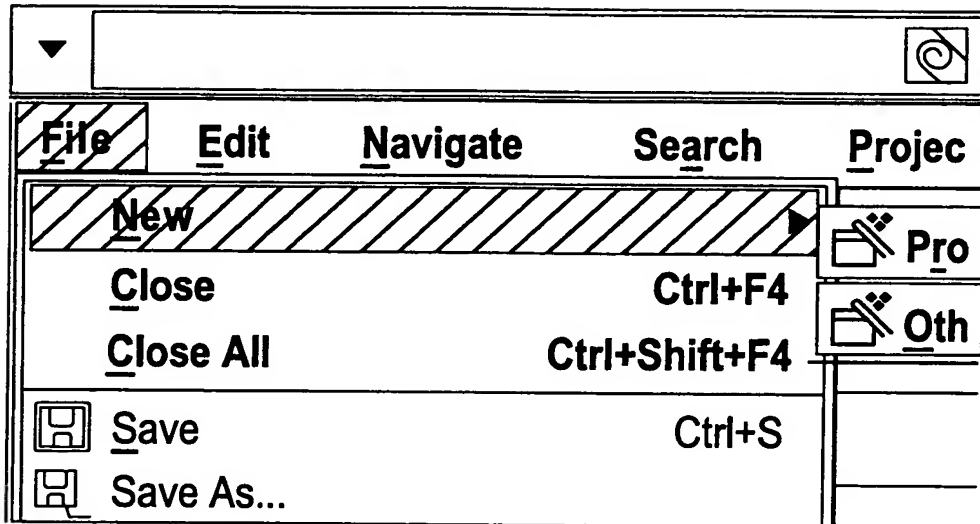 File Edit Navigate Search Projec
New
Pro
Close Ctrl+F4
Oth
Close All Ctrl+Shift+F4
Save Ctrl+S
Save As...